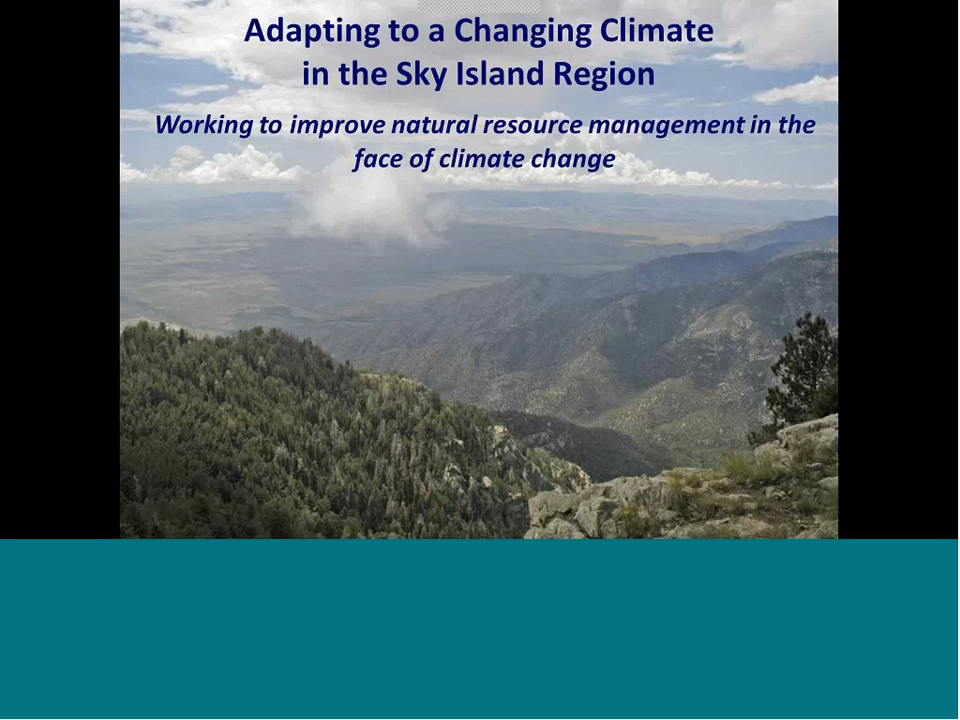 Adapting to a Changing Climate
in the Sky Island Region
Working to improve natural resource management in the
face of climate change